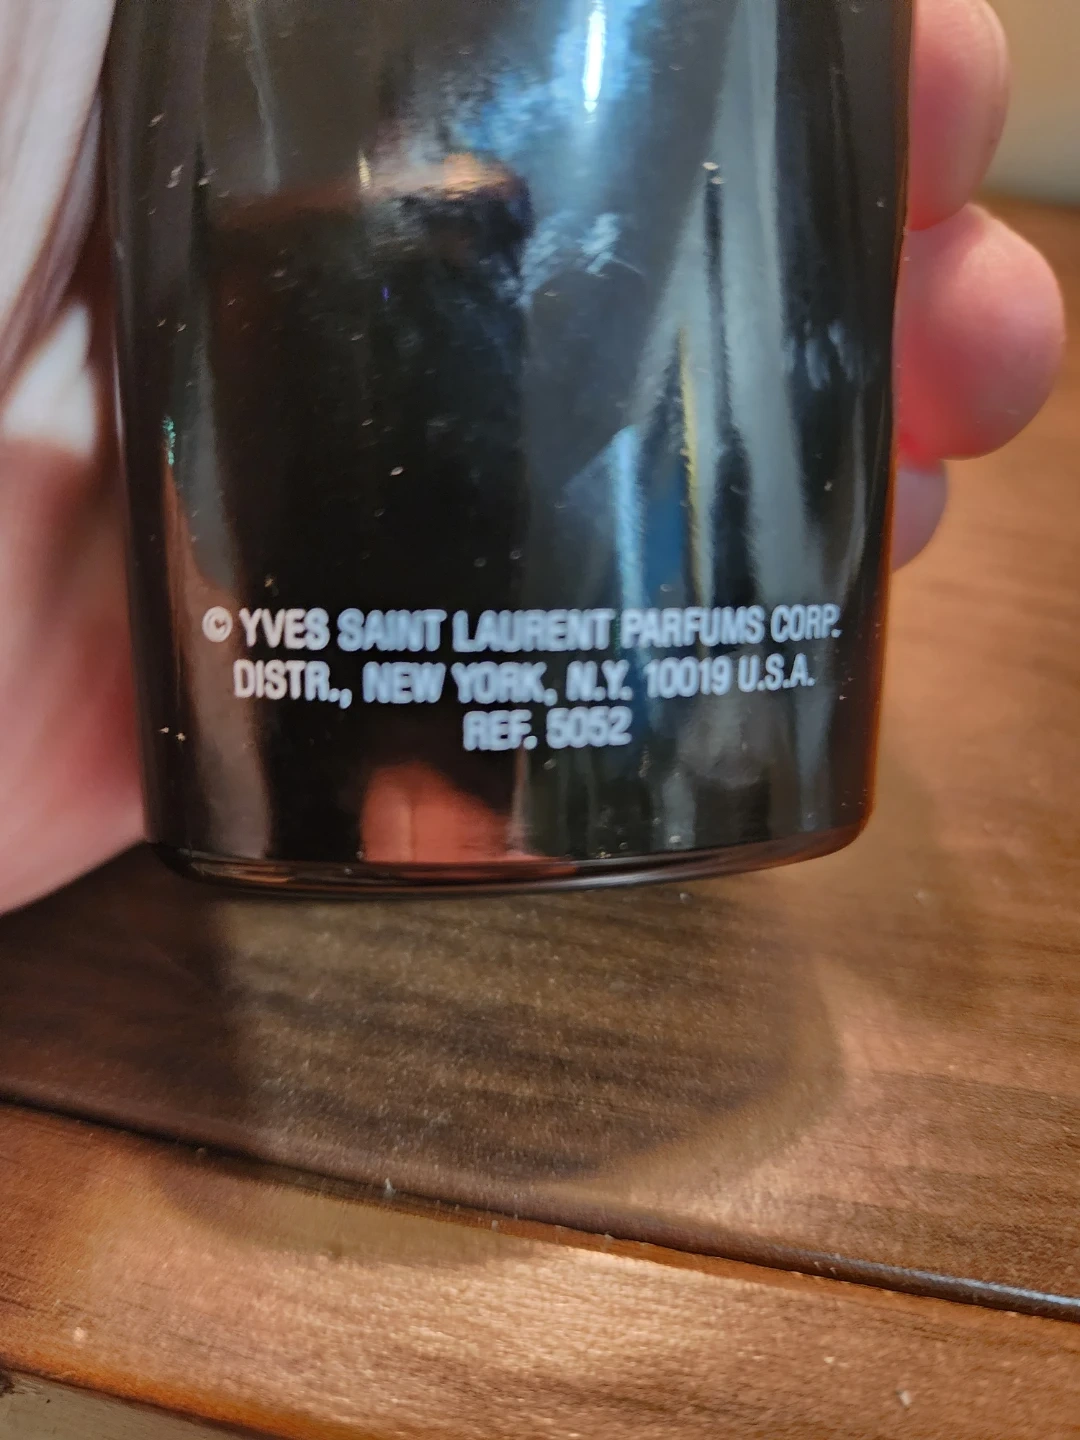 © YVES SAINT LAURENT PARFUMS CORP.
DISTR., NEW YORK, N.Y. 10019 U.S.A.
REF. 5052